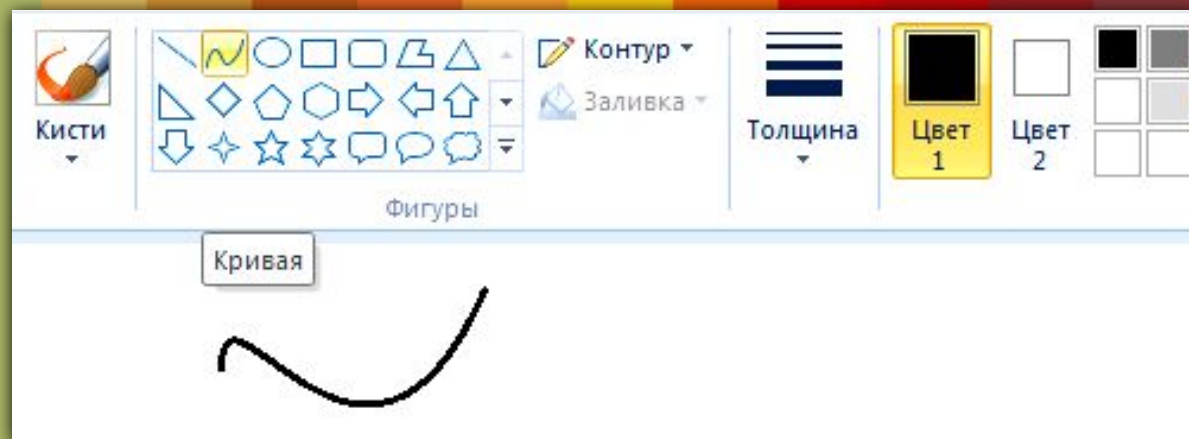 Кисти
Контур
Заливка
Фигуры
Толщина
Цвет
1
Цвет
2
Кривая